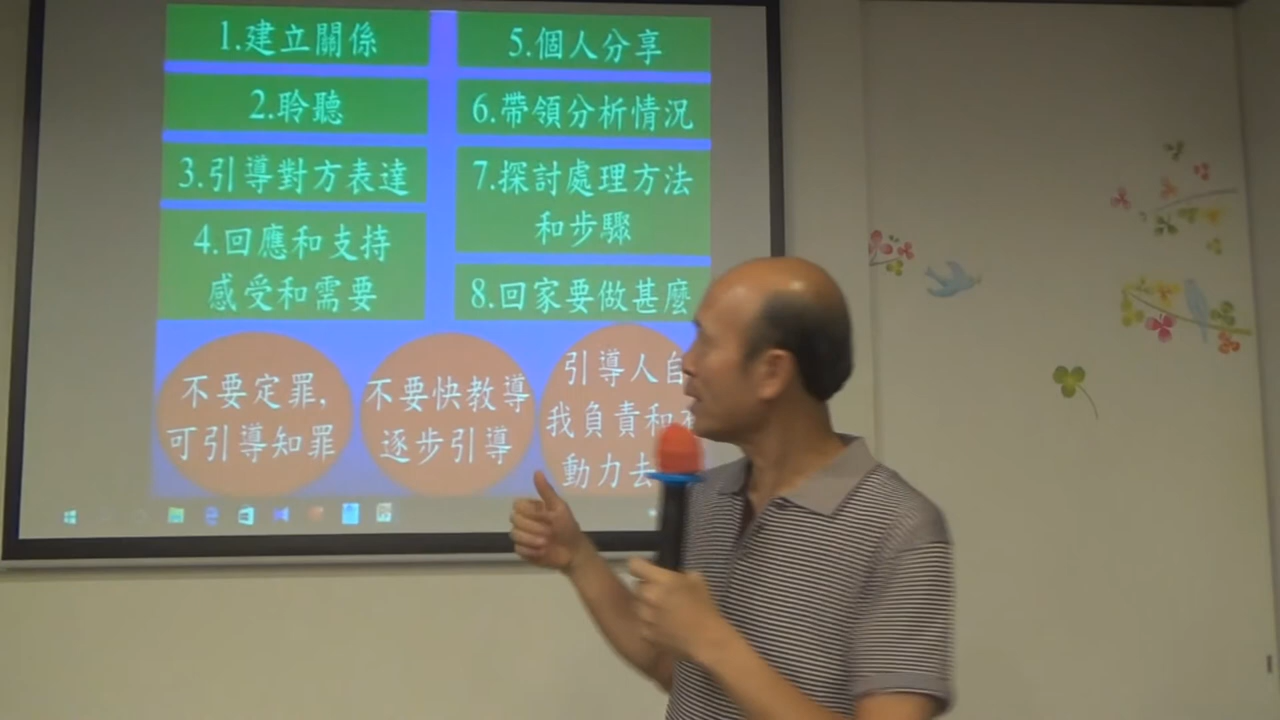 1.建立關係
2.聆聽
3.引導對方表達
4.回應和支持
感受和需要
5.個人分享
6.帶領分析情況
7.探討處理方法
和步驟
8.回家要做甚麼
不要定罪,
可引導知罪
不要快教導
逐步引導
引導人自
我負責和有
動力去